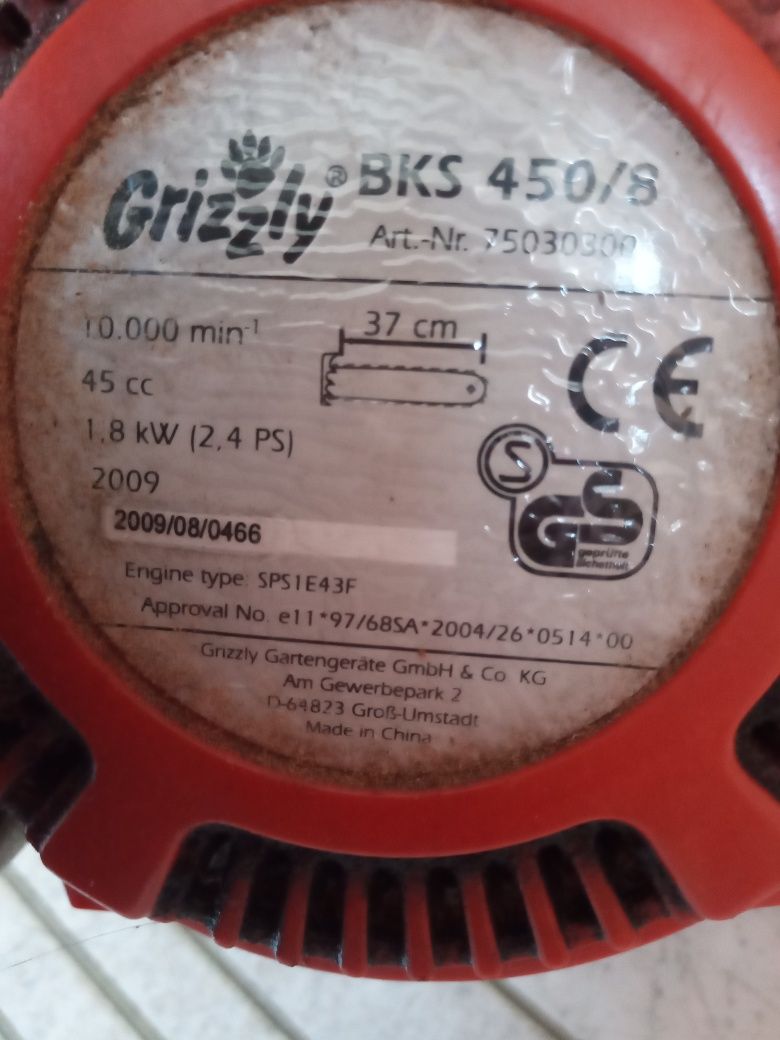 Grizzly® BKS 450/8
Art.-Nr. 75030300
10.000 min-1
37 cm
45 cc
CE
1,8 kW (2,4 PS)
S
GS
geprüfte
Sicherheit
2009
2009/08/0466
Engine type: SPS1E43F
Approval No. e11*97/68SA*2004/26*0514*00
Grizzly Gartengeräte GmbH & Co. KG
Am Gewerbepark 2
D-64823 Groß-Umstadt
Made in China